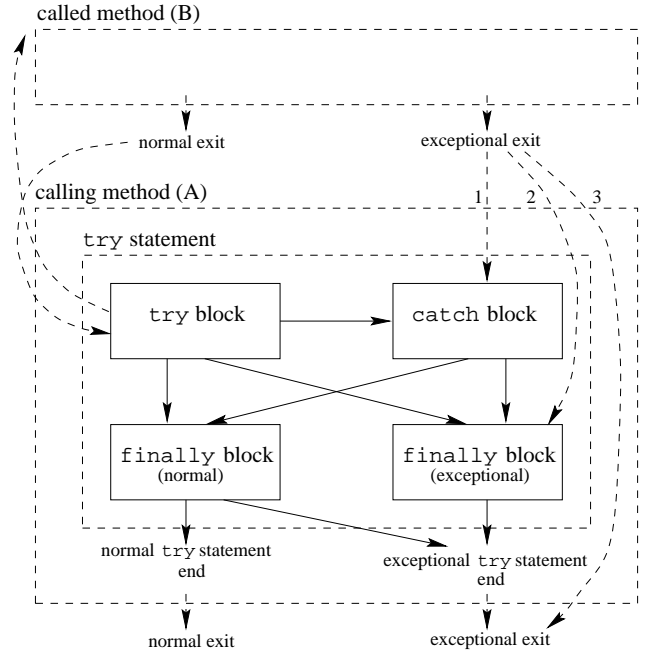 called method (B)
normal exit
exceptional exit
calling method (A)
1
2
3
try statement
try block
catch block
finally block
(normal)
finally block
(exceptional)
normal try statement
end
exceptional try statement
end
normal exit
exceptional exit